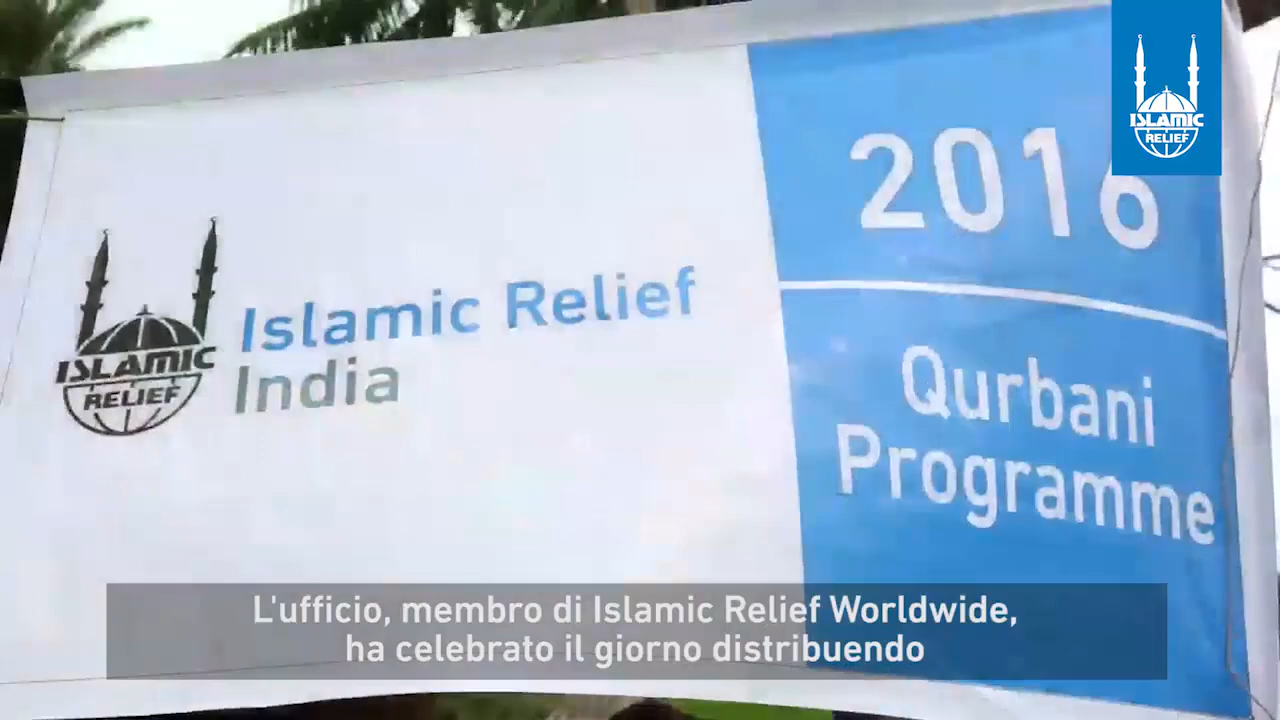 ISLAMIC
RELIEF
2016
ISLAMIC
RELIEF
Islamic Relief
India
Qurbani
Programme
L'ufficio, membro di Islamic Relief Worldwide,
ha celebrato il giorno distribuendo